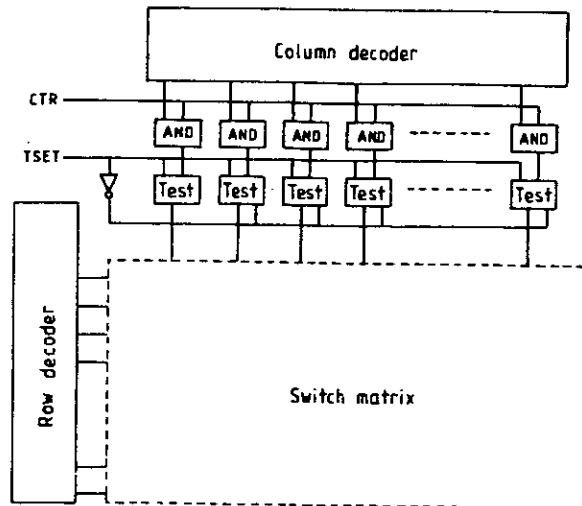 Column decoder
CTR
AND AND AND AND AND
TSET
Test Test Test Test Test
Row decoder
Switch matrix